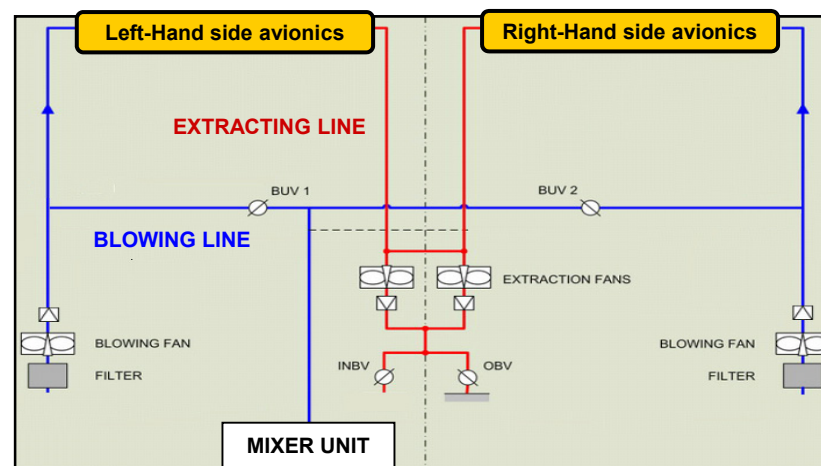 Left-Hand side avionics
Right-Hand side avionics
EXTRACTING LINE
BUV 1
BUV 2
BLOWING LINE
EXTRACTION FANS
BLOWING FAN
BLOWING FAN
INBV
OBV
FILTER
FILTER
MIXER UNIT